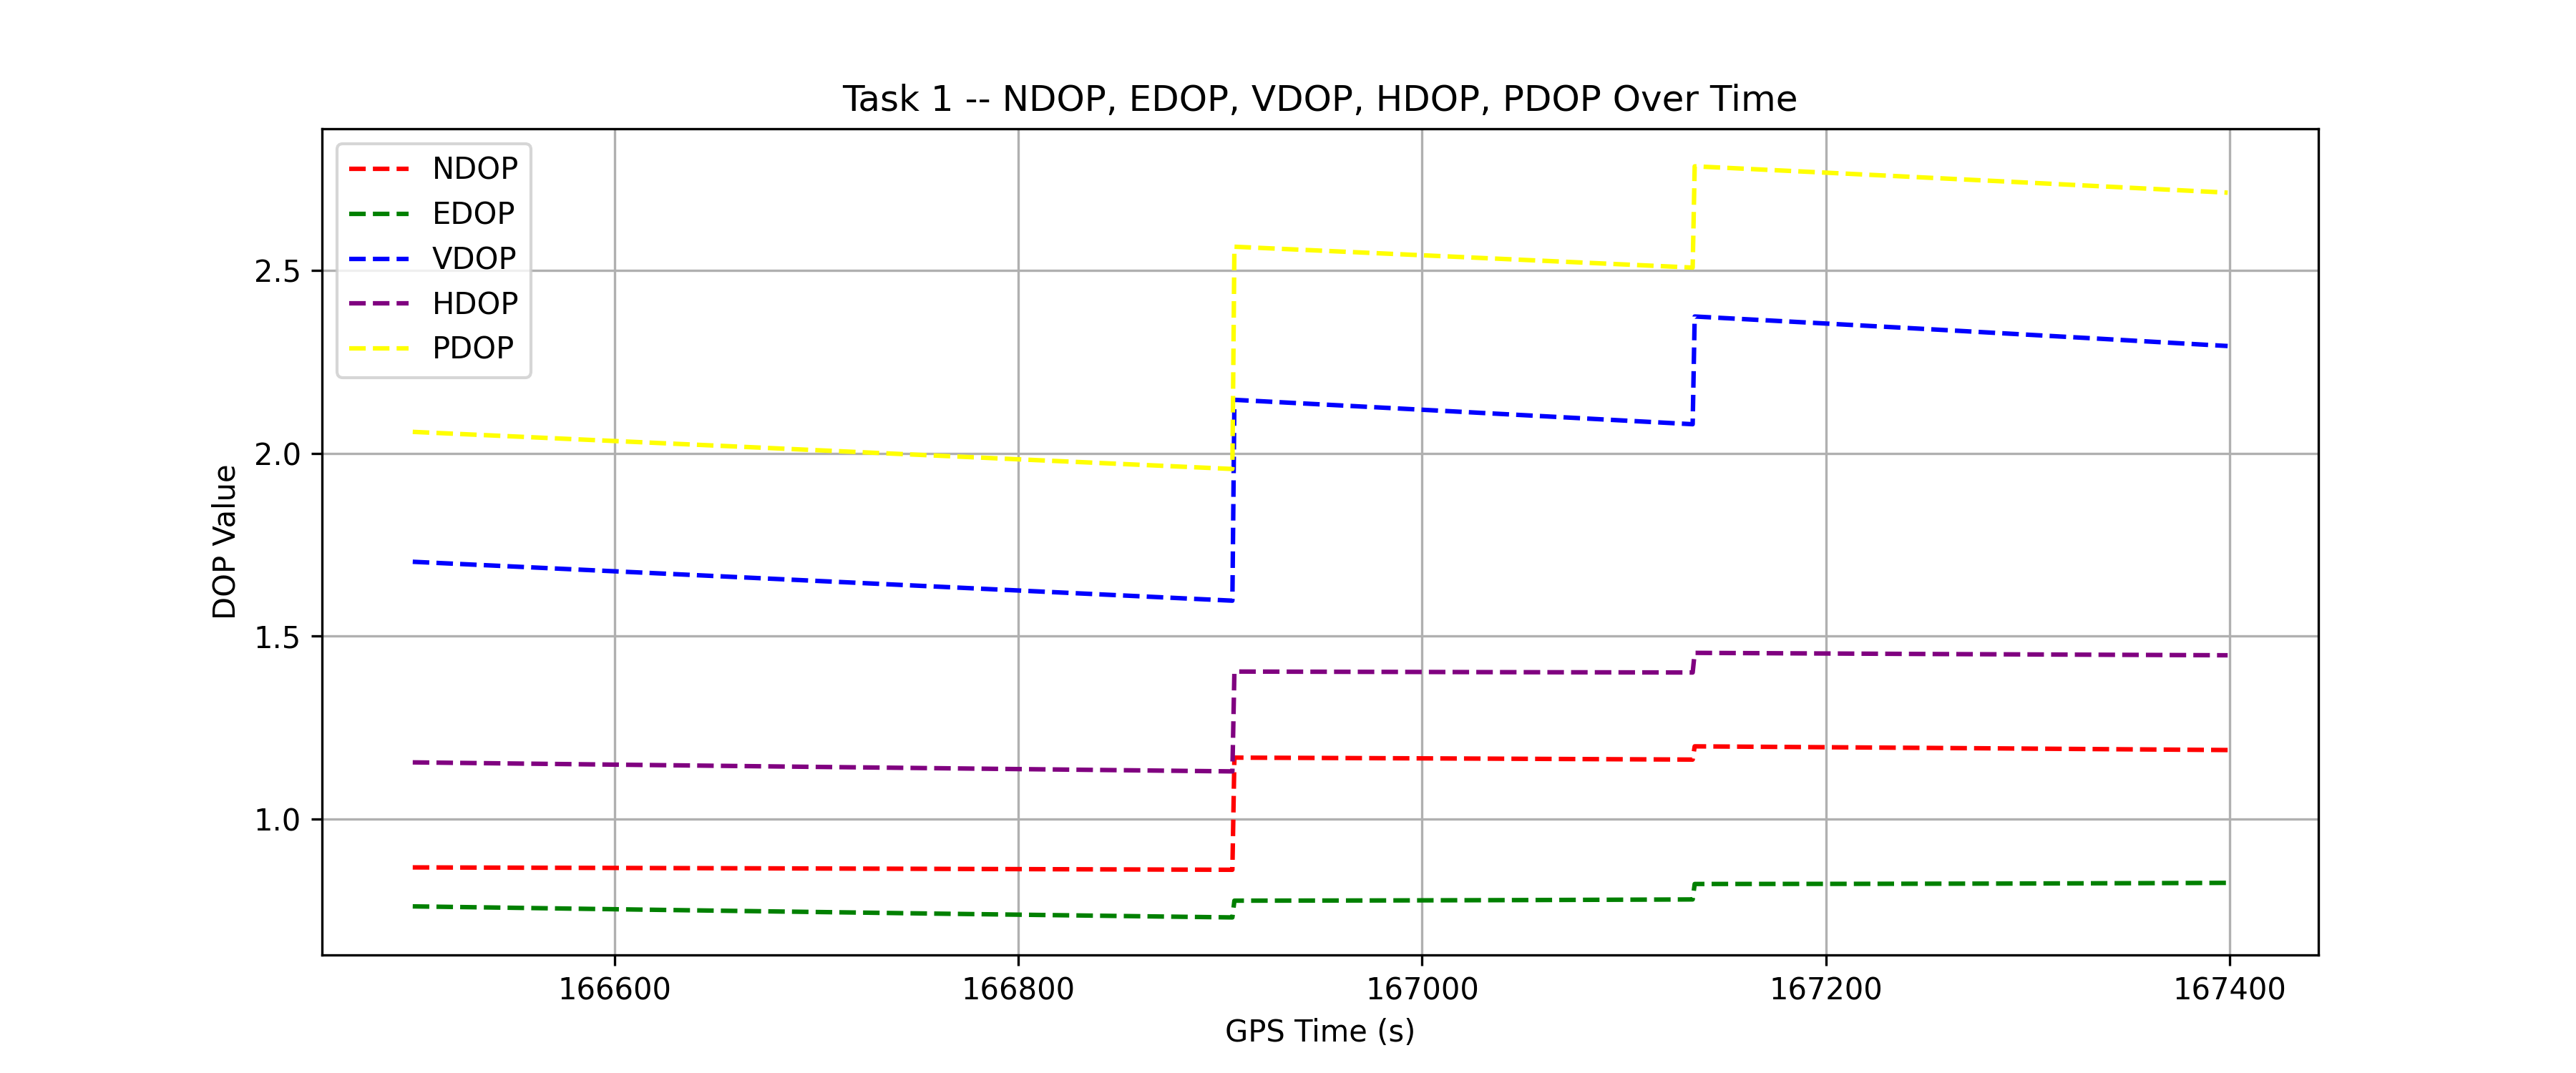 Task 1 -- NDOP, EDOP, VDOP, HDOP, PDOP Over Time
NDOP
EDOP
VDOP
HDOP
PDOP
DOP Value
2.5
2.0
1.5
1.0
166600
166800
167000
167200
167400
GPS Time (s)